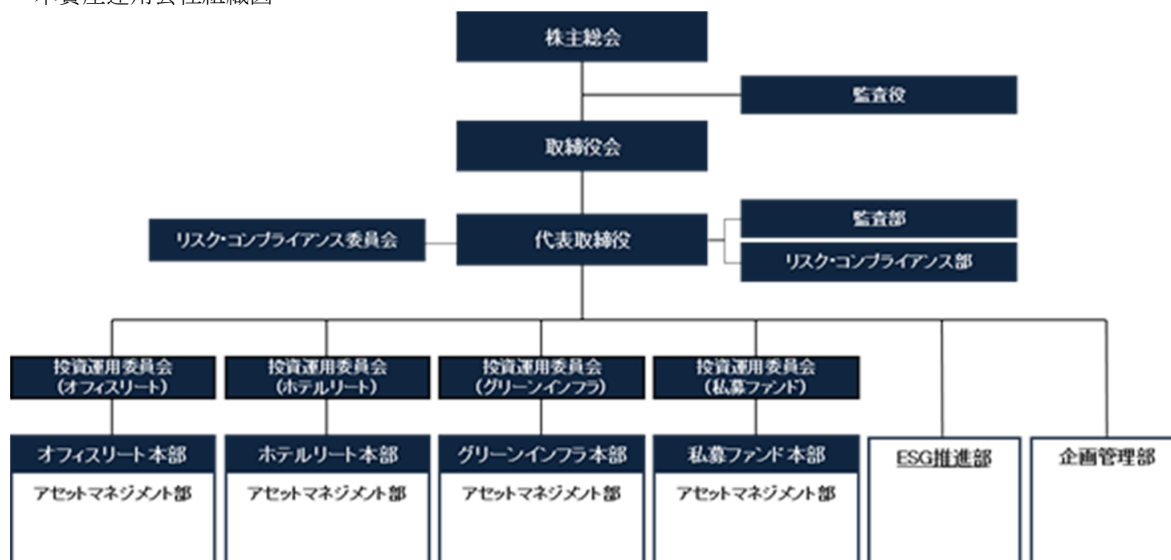 本資産運用会社組織図
株主総会
監査役
取締役会
リスク・コンプライアンス委員会
代表取締役
監査部
リスク・コンプライアンス部
投資運用委員会
(オフィスリート)
投資運用委員会
(ホテルリート)
投資運用委員会
(グリーンインフラ)
投資運用委員会
(私募ファンド)
オフィスリート本部
アセットマネジメント部
ホテルリート本部
アセットマネジメント部
グリーンインフラ本部
アセットマネジメント部
私募ファンド本部
アセットマネジメント部
ESG推進部
企画管理部